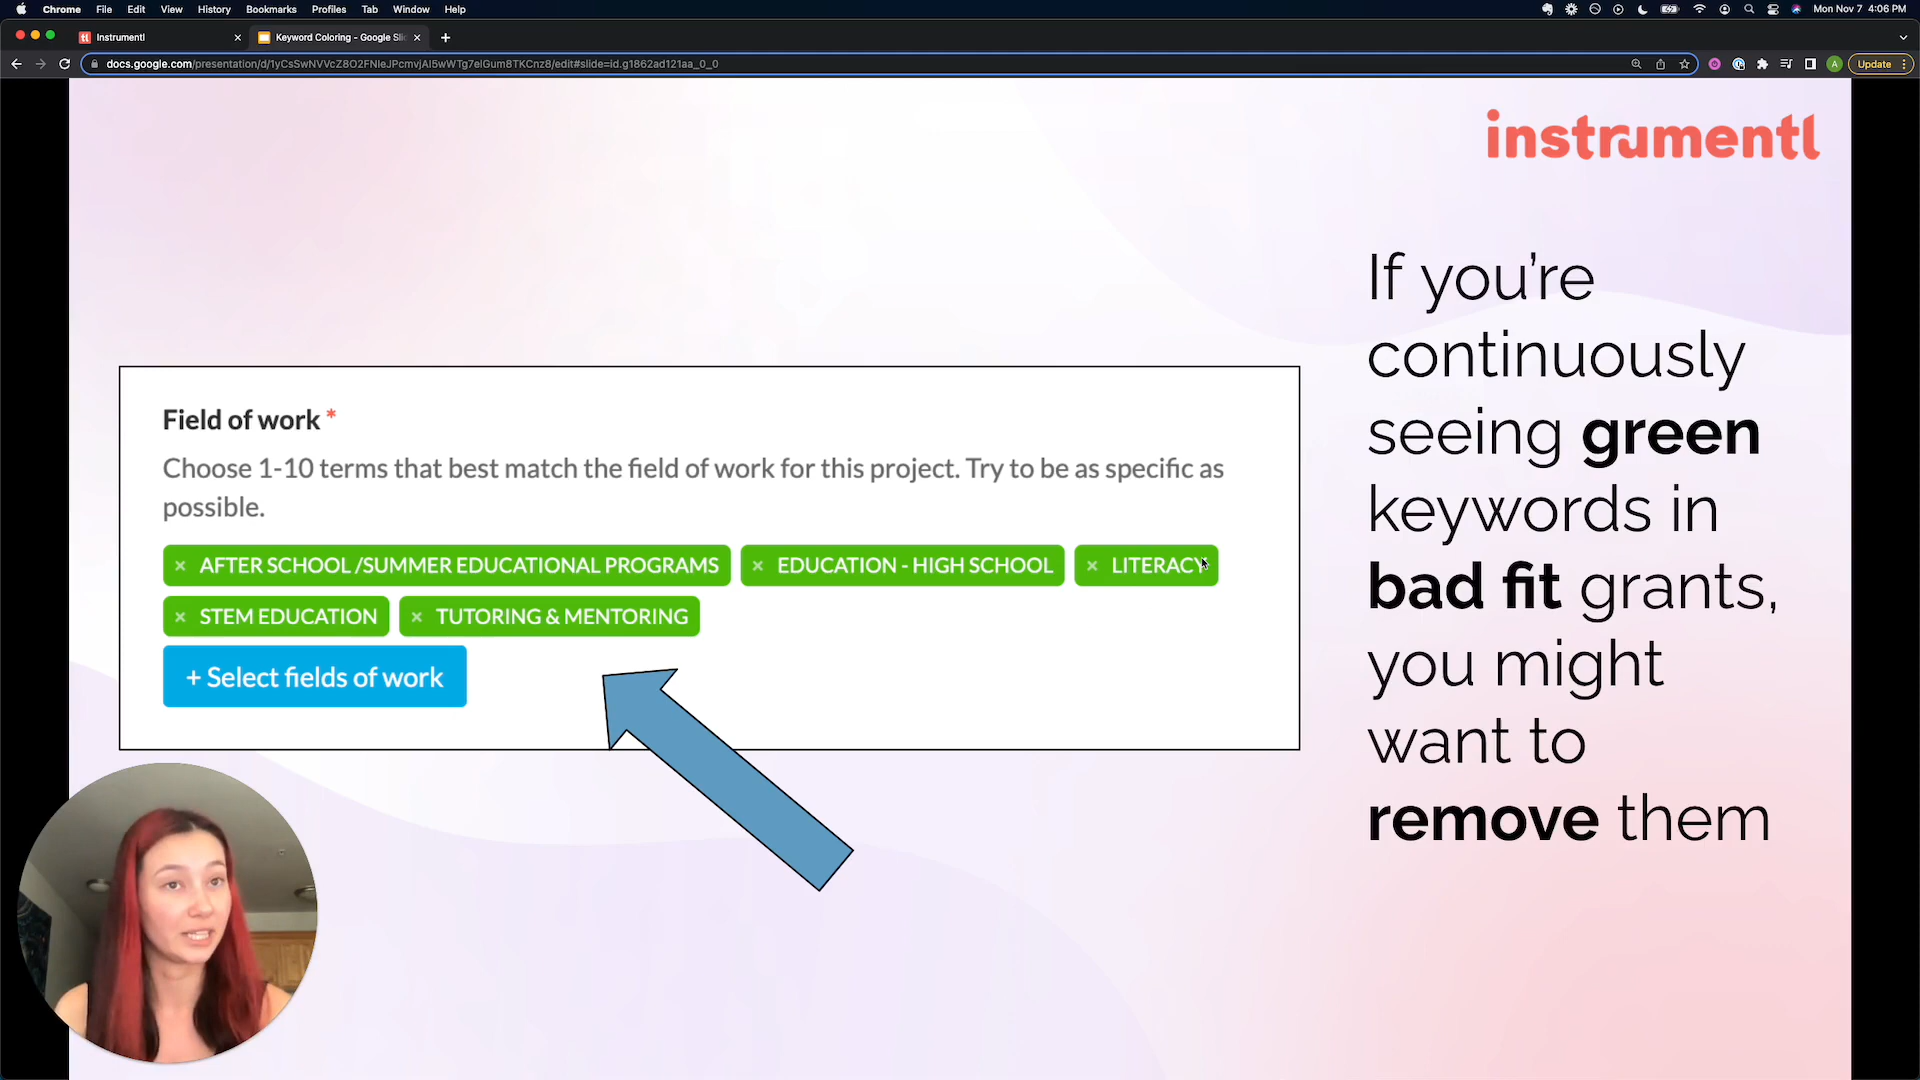 Chrome File Edit View History Bookmarks Profiles Tab Window Help
Mon Nov 7 4:06 PM
Instrumentl
Keyword Coloring - Google Sli
docs.google.com/presentation/d/1yCsSwNVVcZ8O2FNIeJPcmvjAI5wWTg7elGum8TKCnz8/edit#slide=id.g1862ad121aa_0_0
A
Update
instrumentl
Field of work *
Choose 1-10 terms that best match the field of work for this project. Try to be as specific as
possible.
× AFTER SCHOOL /SUMMER EDUCATIONAL PROGRAMS × EDUCATION - HIGH SCHOOL × LITERACY
× STEM EDUCATION × TUTORING & MENTORING
+ Select fields of work
If you're
continuously
seeing green
keywords in
bad fit grants,
you might
want to
remove them